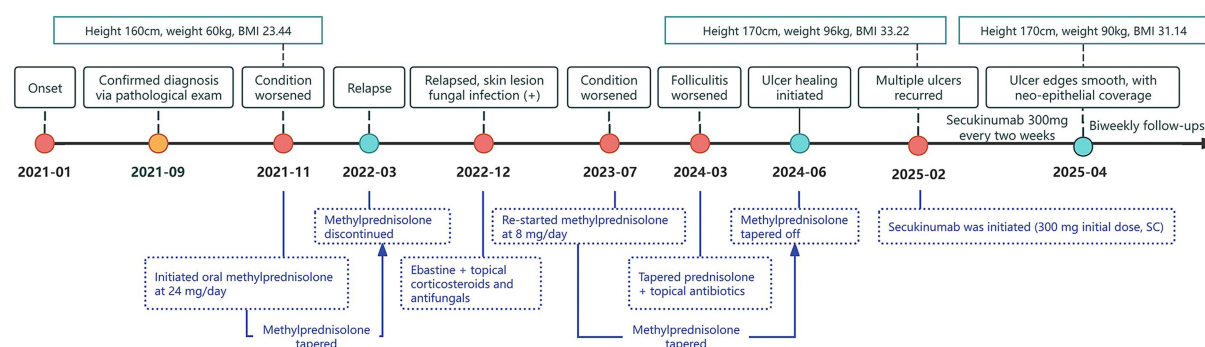 Height 160cm, weight 60kg, BMI 23.44
Height 170cm, weight 96kg, BMI 33.22
Height 170cm, weight 90kg, BMI 31.14
Onset
Confirmed diagnosis
via pathological exam
Condition
worsened
Relapse
Relapsed, skin lesion
fungal infection (+)
Condition
worsened
Folliculitis
worsened
Ulcer healing
initiated
Multiple ulcers
recurred
Ulcer edges smooth, with
neo-epithelial coverage
Secukinumab 300mg
every two weeks
Biweekly follow-ups
2021-01
2021-09
2021-11
2022-03
2022-12
2023-07
2024-03
2024-06
2025-02
2025-04
Methylprednisolone
discontinued
Re-started methylprednisolone
at 8 mg/day
Methylprednisolone
tapered off
Secukinumab was initiated (300 mg initial dose, SC)
Initiated oral methylprednisolone
at 24 mg/day
Ebastine + topical
corticosteroids and
antifungals
Tapered prednisolone
+ topical antibiotics
Methylprednisolone
tapered
Methylprednisolone
tapered